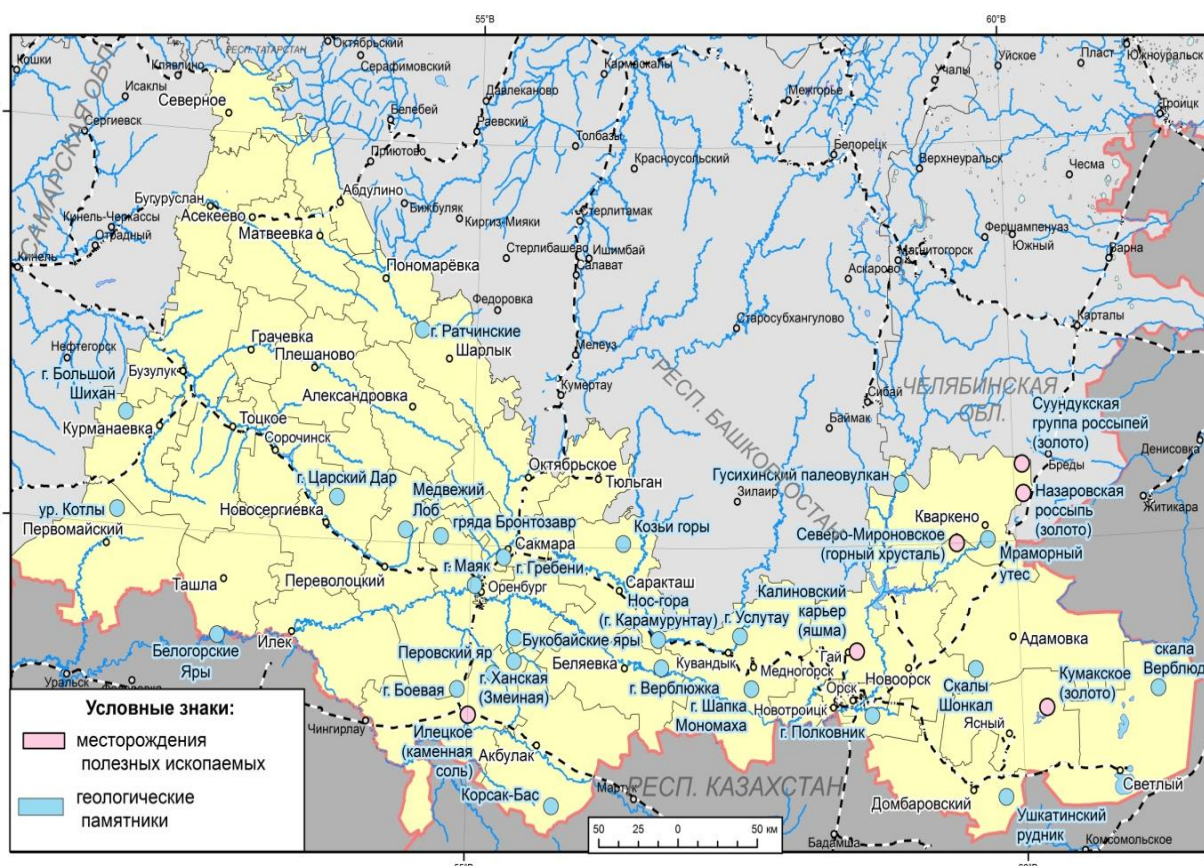 55°
60°
РЕСП. ТАТАРСТАН
Октябрьский
Серафимовский
Кошки
Клявлино
Исаклы
Северное
САМАРСКАЯ ОБЛ.
Сергиевск
Белебей
Давлеканово
Раевский
Кармаскалы
Толбазы
Красноусольский
Межгорье
Белорецк
Учалы
Уйское
Пласт
Южноуральск
Троицк
Верхнеуральск
Чесма
Приютово
Абдулино
Бугуруслан
Асекеево
Матвеевка
Бижбуляк
Киргиз-Мияки
Стерлитамак
Стерлибашево
Ишимбай
Салават
Кинель-Черкассы
Отрадный
Кинель
Пономарёвка
Федоровка
Магнитогорск
Аскарово
Фершампенуаз
Южный
Варна
Карталы
Старосубхангулово
г. Ратчинские
Шарлык
Мелеуз
Кумертау
РЕСП. БАШКОРТОСТАН
Нефтегорск
г. Большой
Шихан
Бузулук
Грачевка
Плешаново
Александровка
Курманаевка
Тоцкое
Сорочинск
Сибай
Баймак
ЧЕЛЯБИНСКАЯ
ОБЛ.
Суундукская
группа россыпей
(золото)
Бреды
Денисовка
Житикара
Назаровская
россыпь
(золото)
Октябрьское
Тюльган
Гусихинский палеовулкан
Зилаир
г. Царский Дар
Медвежий
Лоб
гряда Бронтозавр
Козьи горы
ур. Котлы
Первомайский
Новосергиевка
Сакмара
г. Гребени
Кваркено
Северо-Мироновское
(горный хрусталь)
Мраморный
утес
Ташла
Переволоцкий
г. Маяк
Оренбург
Саракташ
Нос-гора
(г. Карамурунтау)
г. Услутау
Калиновский
карьер
(яшма)
Адамовка
Илек
Белогорские
Яры
Букобайские яры
Перовский яр
Беляевка
г. Ханская
(Змеиная)
г. Боевая
Кувандык
Медногорск
Гай
Новоорск
Орск
Новотроицк
г. Верблюжка
г. Шапка
Мономаха
г. Полковник
Скалы
Шонкал
Кумакское
(золото)
скала
Верблюд
Ясный
Уральск
Чингирлау
Илецкое
(каменная
соль)
Акбулак
Корсак-Бас
Мартук
РЕСП. КАЗАХСТАН
Бадамша
Домбаровский
Ушкатинский
рудник
Светлый
Комсомольское
Условные знаки:
месторождения
полезных ископаемых
геологические
памятники
50 25 0 50 км